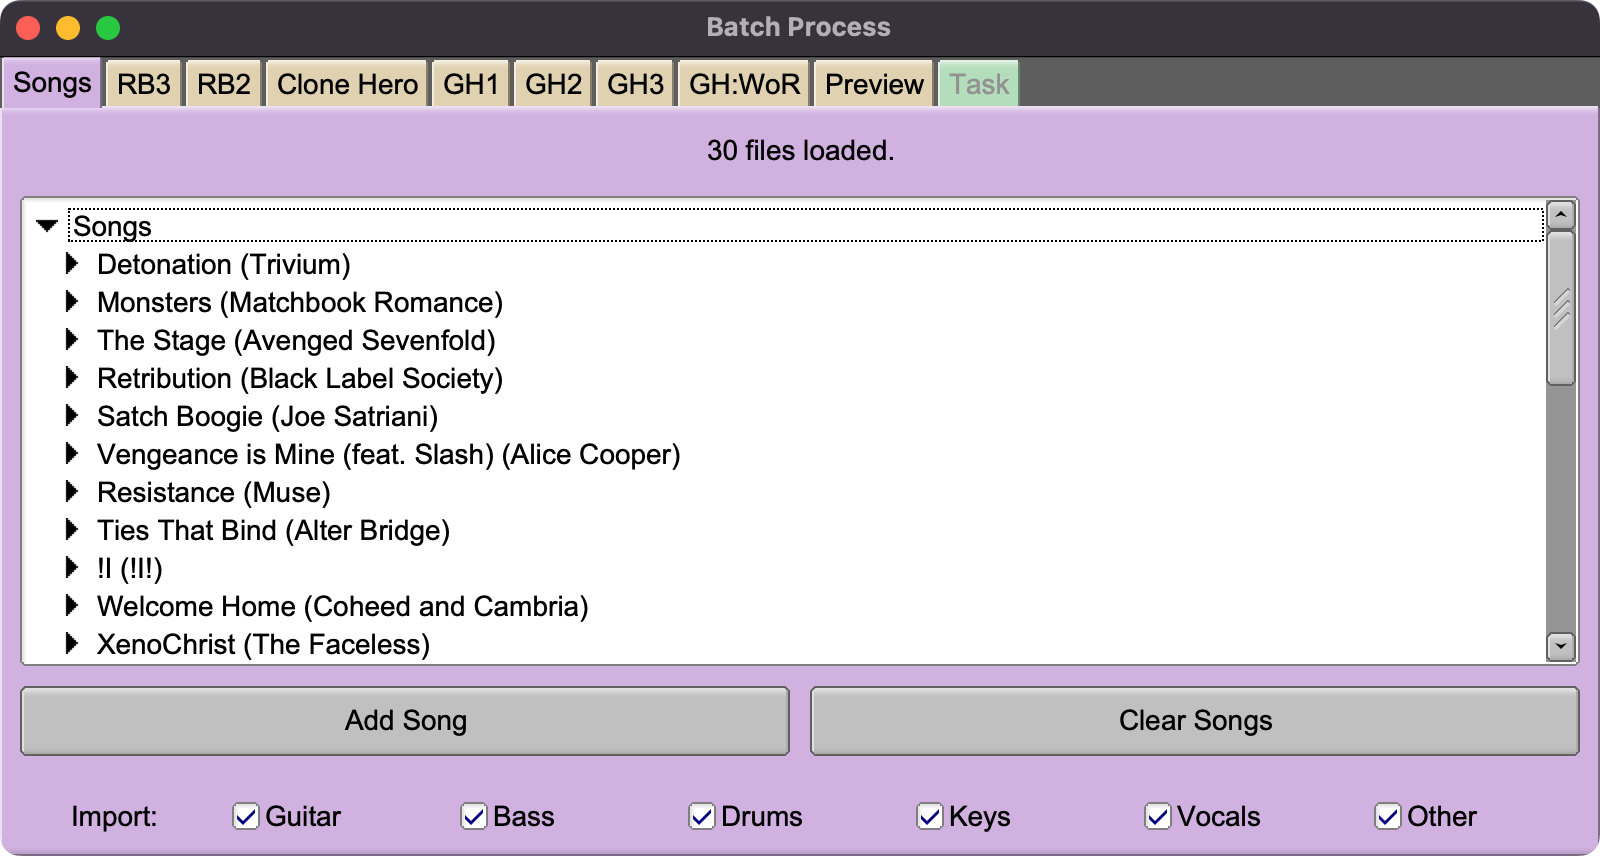 Batch Process
Songs RB3 RB2 Clone Hero GH1 GH2 GH3 GH:WoR Preview Task
30 files loaded.
Songs
Detonation (Trivium)
Monsters (Matchbook Romance)
The Stage (Avenged Sevenfold)
Retribution (Black Label Society)
Satch Boogie (Joe Satriani)
Vengeance is Mine (feat. Slash) (Alice Cooper)
Resistance (Muse)
Ties That Bind (Alter Bridge)
!I (!I!)
Welcome Home (Coheed and Cambria)
XenoChrist (The Faceless)
Add Song Clear Songs
Import: Guitar Bass Drums Keys Vocals Other